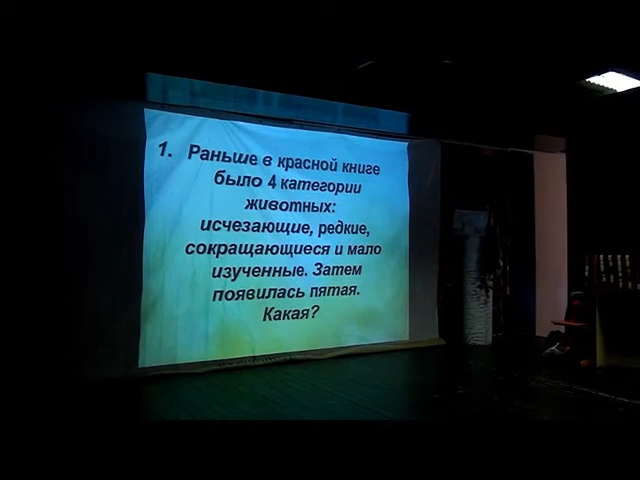 1. Раньше в красной книге
было 4 категории
животных:
исчезающие, редкие,
сокращающиеся и мало
изученные. Затем
появилась пятая.
Какая?